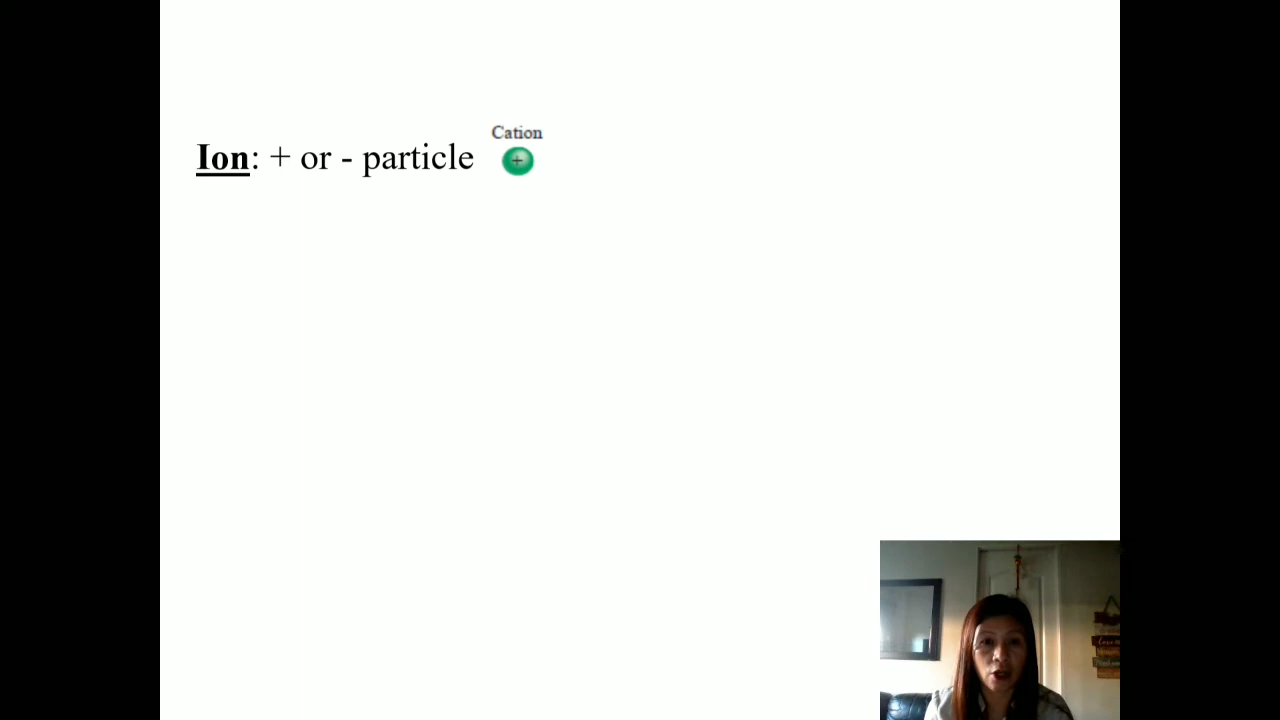 Cation
Ion: + or - particle
+